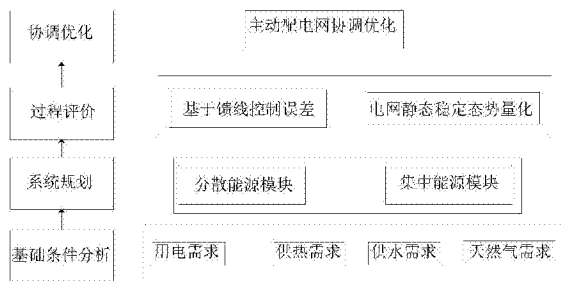 协调优化
主动配电网协调优化
过程评价
基于馈线控制误差
电网静态稳定态势量化
系统规划
分散能源模块
集中能源模块
基础条件分析
用电需求
供热需求
供水需求
天然气需求